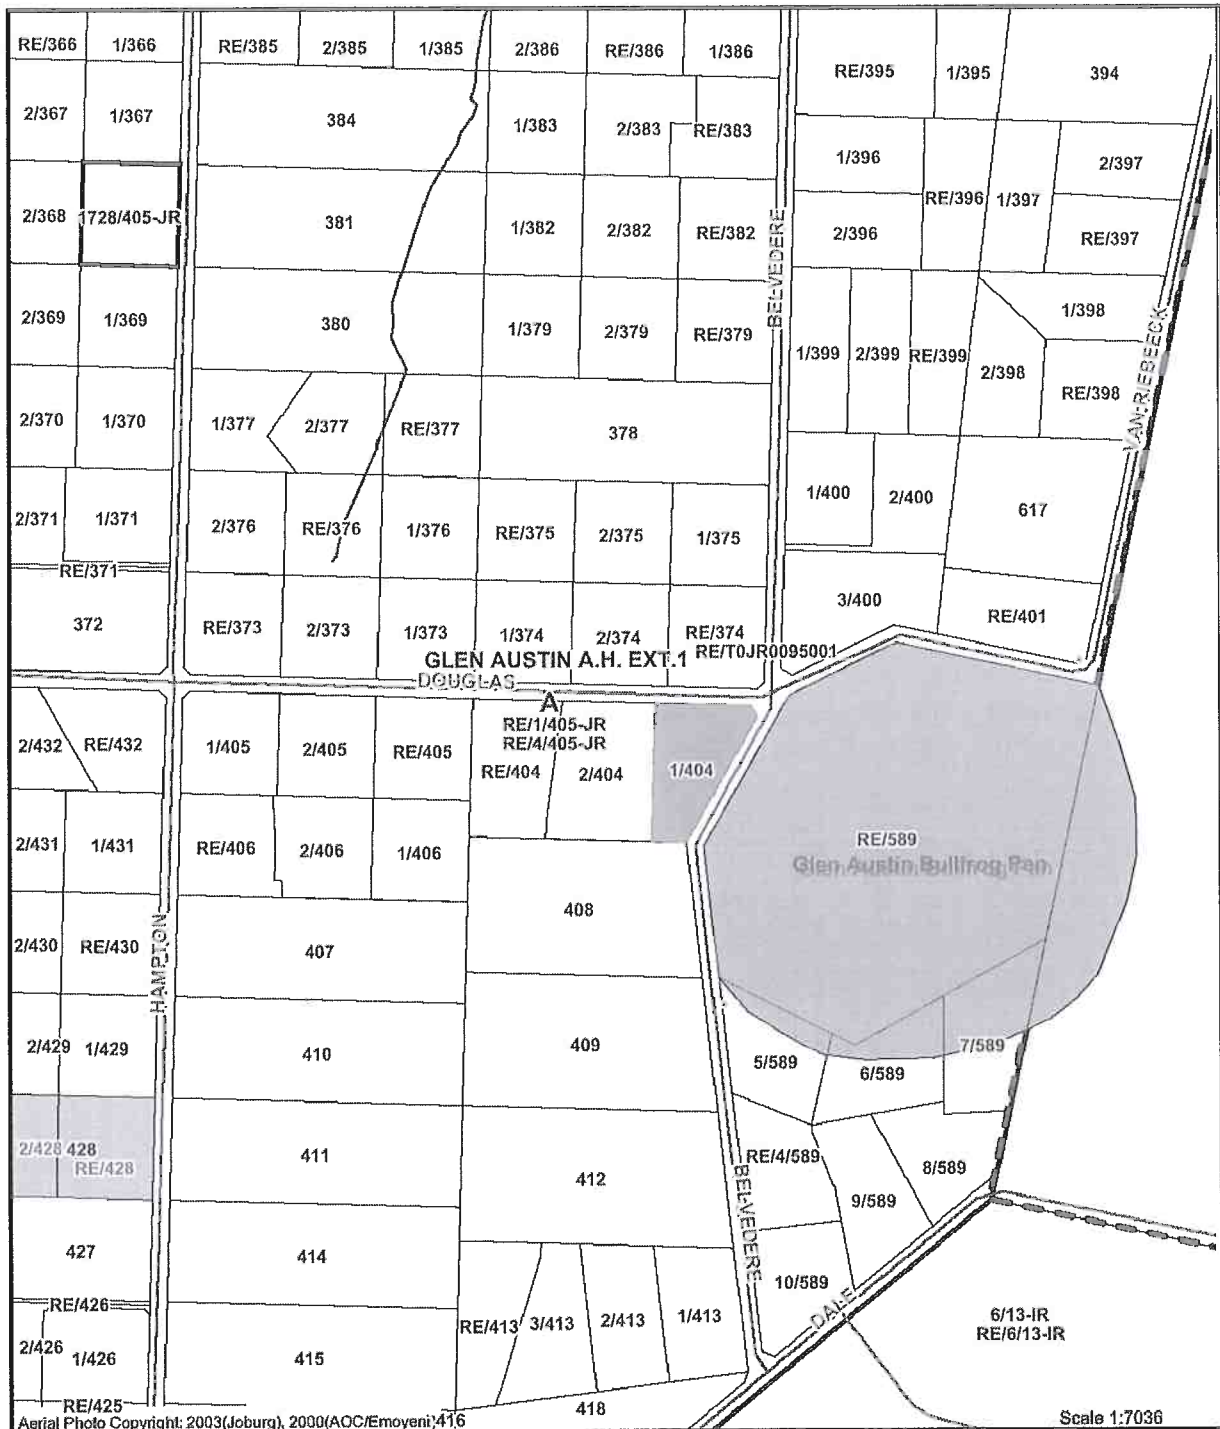 RE/366 1/366 RE/385 2/385 1/385 2/386 RE/386 1/386 RE/395 1/395 394
2/367 1/367 384 1/383 2/383 RE/383
1/396 RE/396 1/397 2/397
2/368 1728/405-JR 381 1/382 2/382 RE/382 BELVEDERE 2/396 RE/397
2/369 1/369 380 1/379 2/379 RE/379 1/399 2/399 RE/399 2/398 1/398
RE/398 VAN RIEBEECK
2/370 1/370 1/377 2/377 RE/377 378
2/371 1/371 2/376 RE/376 1/376 RE/375 2/375 1/375 1/400 2/400 617
RE/371
372 RE/373 2/373 1/373 1/374 2/374 RE/374 3/400 RE/401
GLEN AUSTIN A.H. EXT.1 RE/T0JR0095001
DOUGLAS
A
RE/1/405-JR
RE/4/405-JR
2/432 RE/432 1/405 2/405 RE/405 RE/404 2/404 1/404
2/431 1/431 RE/406 2/406 1/406 RE/589
Glen Austin Bullfrog Pan
408
2/430 RE/430 HAMPTON 407
2/429 1/429 410 409 5/589 6/589 7/589
2/428 428 RE/428 411 412 BELVEDERE RE/4/589 9/589 8/589
427 414 10/589 DALE
RE/426
2/426 1/426 415 RE/413 3/413 2/413 1/413 6/13-IR
RE/6/13-IR
RE/425
Aerial Photo Copyright: 2003(Joburg), 2000(AOC/Emoyeni) 416 418 Scale 1:7036